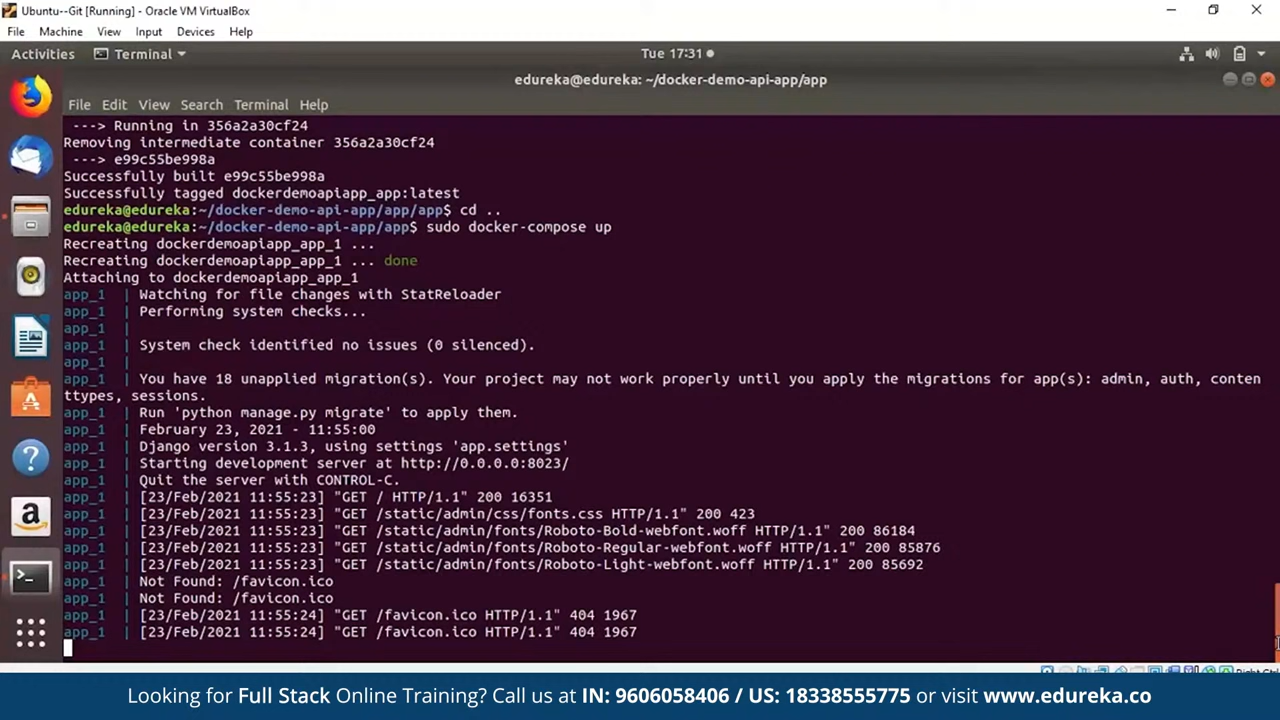 Ubuntu--Git [Running] - Oracle VM VirtualBox
File Machine View Input Devices Help
Activities Terminal Tue 17:31
edureka@edureka: ~/docker-demo-api-app/app
File Edit View Search Terminal Help
---> Running in 356a2a30cf24
Removing intermediate container 356a2a30cf24
---> e99c55be998a
Successfully built e99c55be998a
Successfully tagged dockerdemoapiapp_app:latest
edureka@edureka:~/docker-demo-api-app/app/app$ cd ..
edureka@edureka:~/docker-demo-api-app/app$ sudo docker-compose up
Recreating dockerdemoapiapp_app_1 ...
Recreating dockerdemoapiapp_app_1 ... done
Attaching to dockerdemoapiapp_app_1
app_1 | Watching for file changes with StatReloader
app_1 | Performing system checks...
app_1 |
app_1 | System check identified no issues (0 silenced).
app_1 |
app_1 | You have 18 unapplied migration(s). Your project may not work properly until you apply the migrations for app(s): admin, auth, conten
ttypes, sessions.
app_1 | Run 'python manage.py migrate' to apply them.
app_1 | February 23, 2021 - 11:55:00
app_1 | Django version 3.1.3, using settings 'app.settings'
app_1 | Starting development server at http://0.0.0.0:8023/
app_1 | Quit the server with CONTROL-C.
app_1 | [23/Feb/2021 11:55:23] "GET / HTTP/1.1" 200 16351
app_1 | [23/Feb/2021 11:55:23] "GET /static/admin/css/fonts.css HTTP/1.1" 200 423
app_1 | [23/Feb/2021 11:55:23] "GET /static/admin/fonts/Roboto-Bold-webfont.woff HTTP/1.1" 200 86184
app_1 | [23/Feb/2021 11:55:23] "GET /static/admin/fonts/Roboto-Regular-webfont.woff HTTP/1.1" 200 85876
app_1 | [23/Feb/2021 11:55:23] "GET /static/admin/fonts/Roboto-Light-webfont.woff HTTP/1.1" 200 85692
app_1 | Not Found: /favicon.ico
app_1 | Not Found: /favicon.ico
app_1 | [23/Feb/2021 11:55:24] "GET /favicon.ico HTTP/1.1" 404 1967
app_1 | [23/Feb/2021 11:55:24] "GET /favicon.ico HTTP/1.1" 404 1967
Looking for Full Stack Online Training? Call us at IN: 9606058406 / US: 18338555775 or visit www.edureka.co